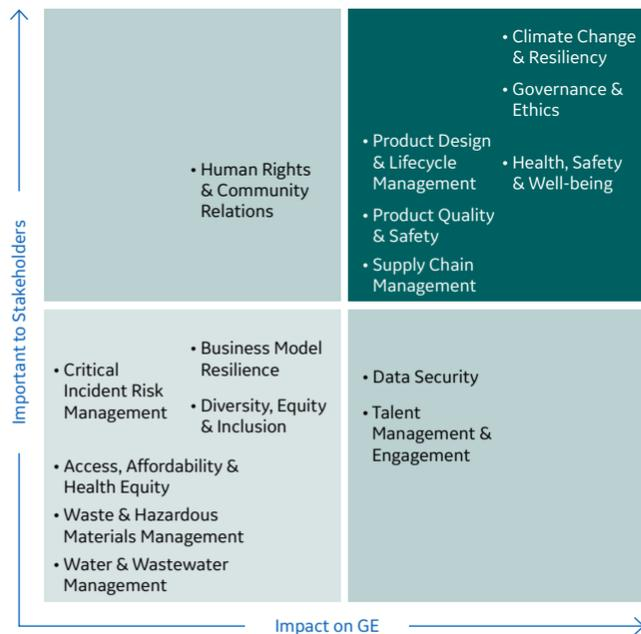 • Climate Change
& Resiliency
• Governance &
Ethics
• Product Design
& Lifecycle
Management
• Health, Safety
& Well-being
• Product Quality
& Safety
• Supply Chain
Management
• Human Rights
& Community
Relations
Important to Stakeholders
• Critical
Incident Risk
Management
• Business Model
Resilience
• Diversity, Equity
& Inclusion
• Access, Affordability &
Health Equity
• Waste & Hazardous
Materials Management
• Water & Wastewater
Management
• Data Security
• Talent
Management &
Engagement
Impact on GE